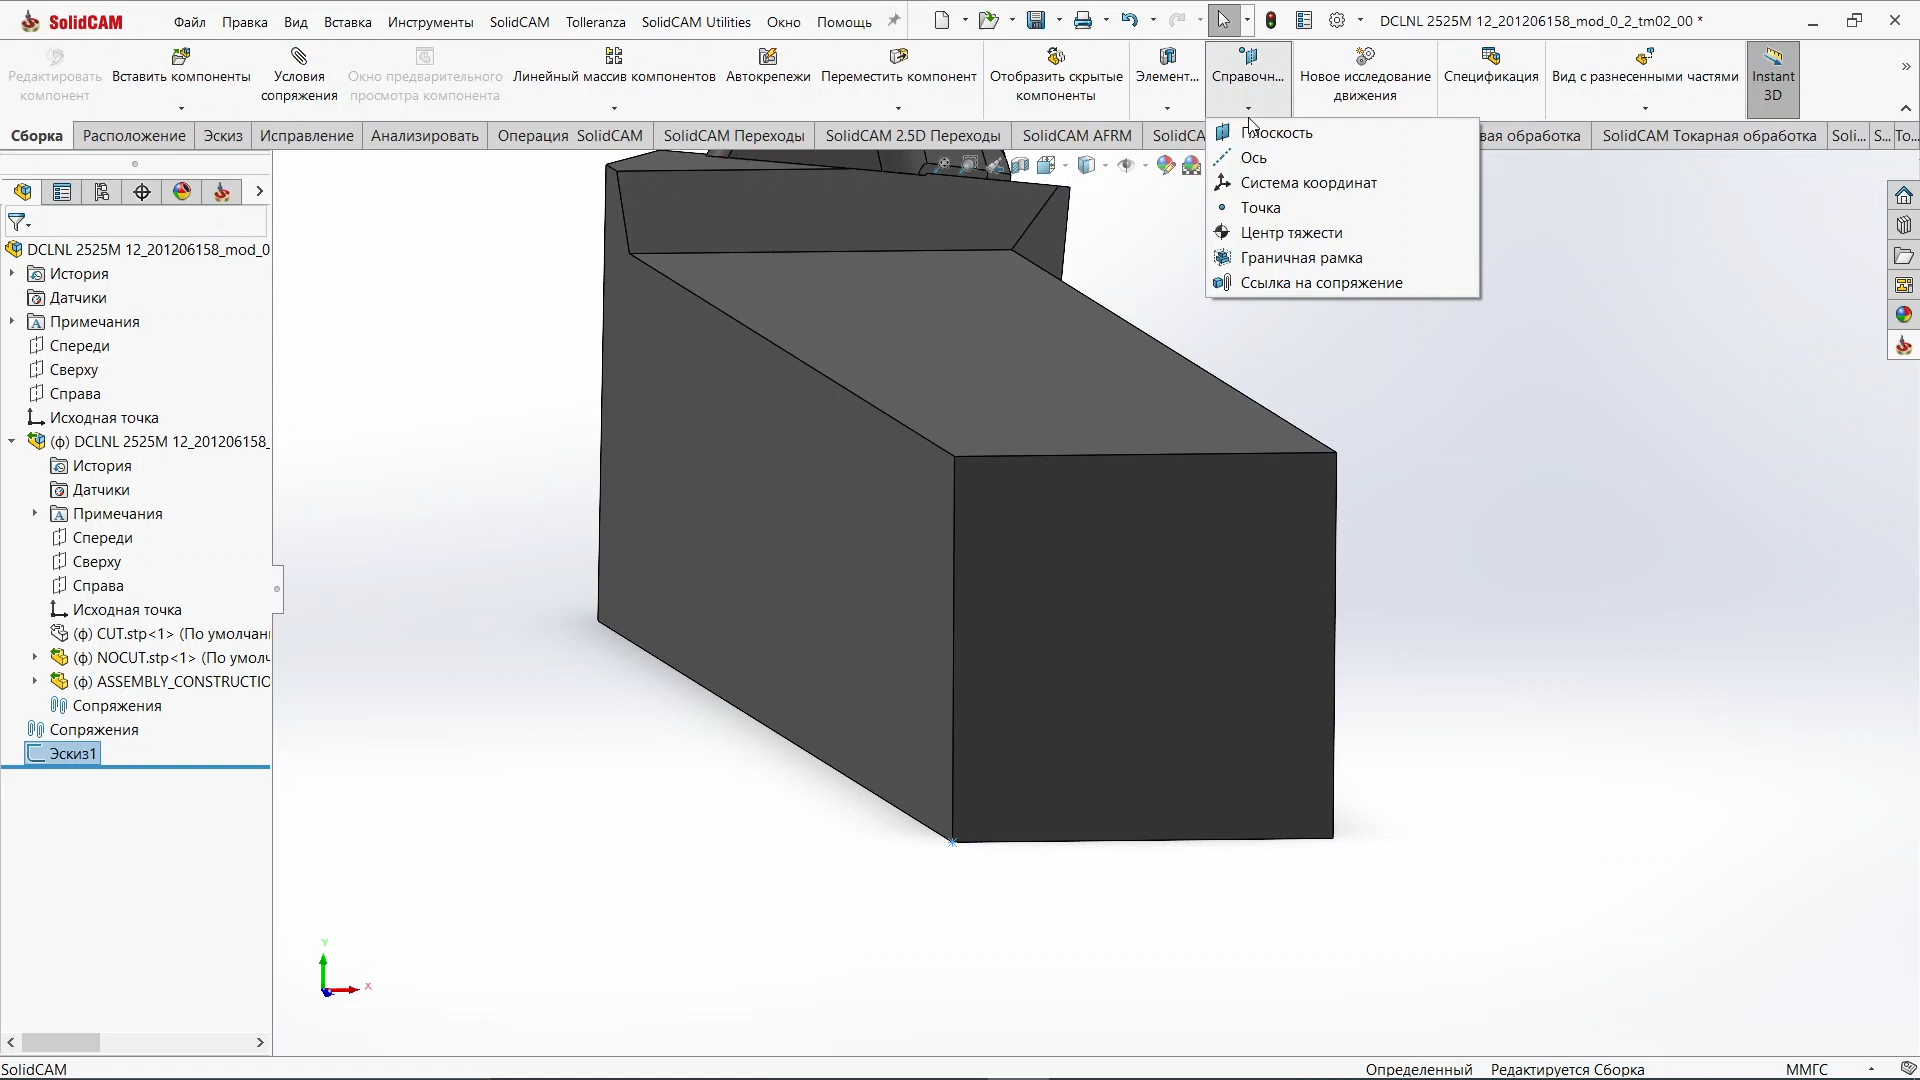 SolidCAM Файл Правка Вид Вставка Инструменты SolidCAM Tolleranza SolidCAM Utilities Окно Помощь DCLNL 2525M 12_201206158_mod_0_2_tm02_00 *
Редактировать компонент
Вставить компоненты
Условия сопряжения
Окно предварительного просмотра компонента
Линейный массив компонентов
Автокрепежи
Переместить компонент
Отобразить скрытые компоненты
Элемент...
Справочн...
Новое исследование движения
Спецификация
Вид с разнесенными частями
Instant 3D
Сборка Расположение Эскиз Исправление Анализировать Операция SolidCAM SolidCAM Переходы SolidCAM 2.5D Переходы SolidCAM AFRM SolidCA вая обработка SolidCAM Токарная обработка Soli... S... To...
Плоскость
Ось
Система координат
Точка
Центр тяжести
Граничная рамка
Ссылка на сопряжение
DCLNL 2525M 12_201206158_mod_0
История
Датчики
Примечания
Спереди
Сверху
Справа
Исходная точка
(ф) DCLNL 2525M 12_201206158_
История
Датчики
Примечания
Спереди
Сверху
Справа
Исходная точка
(ф) CUT.stp<1> (По умолчан
(ф) NOCUT.stp<1> (По умолч
(ф) ASSEMBLY_CONSTRUCTIO
Сопряжения
Сопряжения
Эскиз1
Y
X
SolidCAM Определенный Редактируется Сборка ММГС